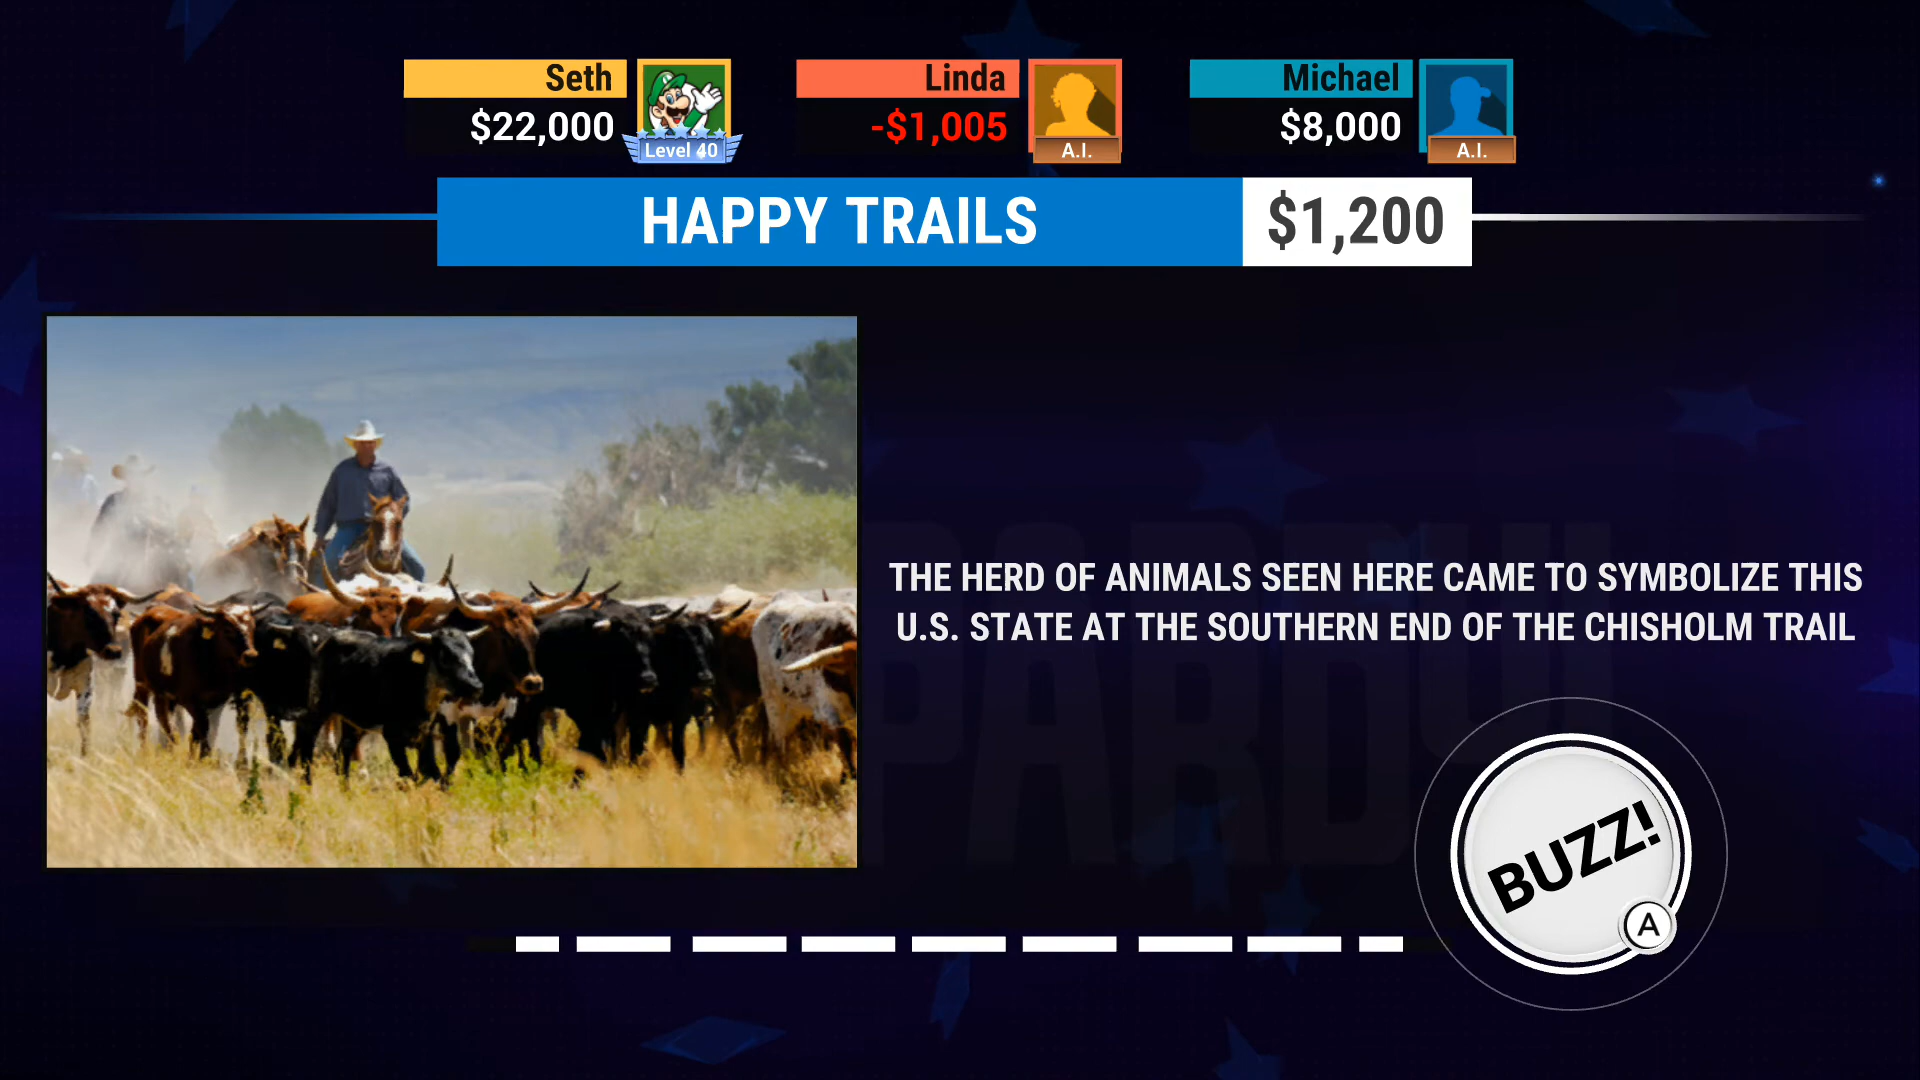 Seth
$22,000
Level 40
Linda
-$1,005
A.I.
Michael
$8,000
A.I.
HAPPY TRAILS
$1,200
THE HERD OF ANIMALS SEEN HERE CAME TO SYMBOLIZE THIS
U.S. STATE AT THE SOUTHERN END OF THE CHISHOLM TRAIL
PARDY!
BUZZ!
A